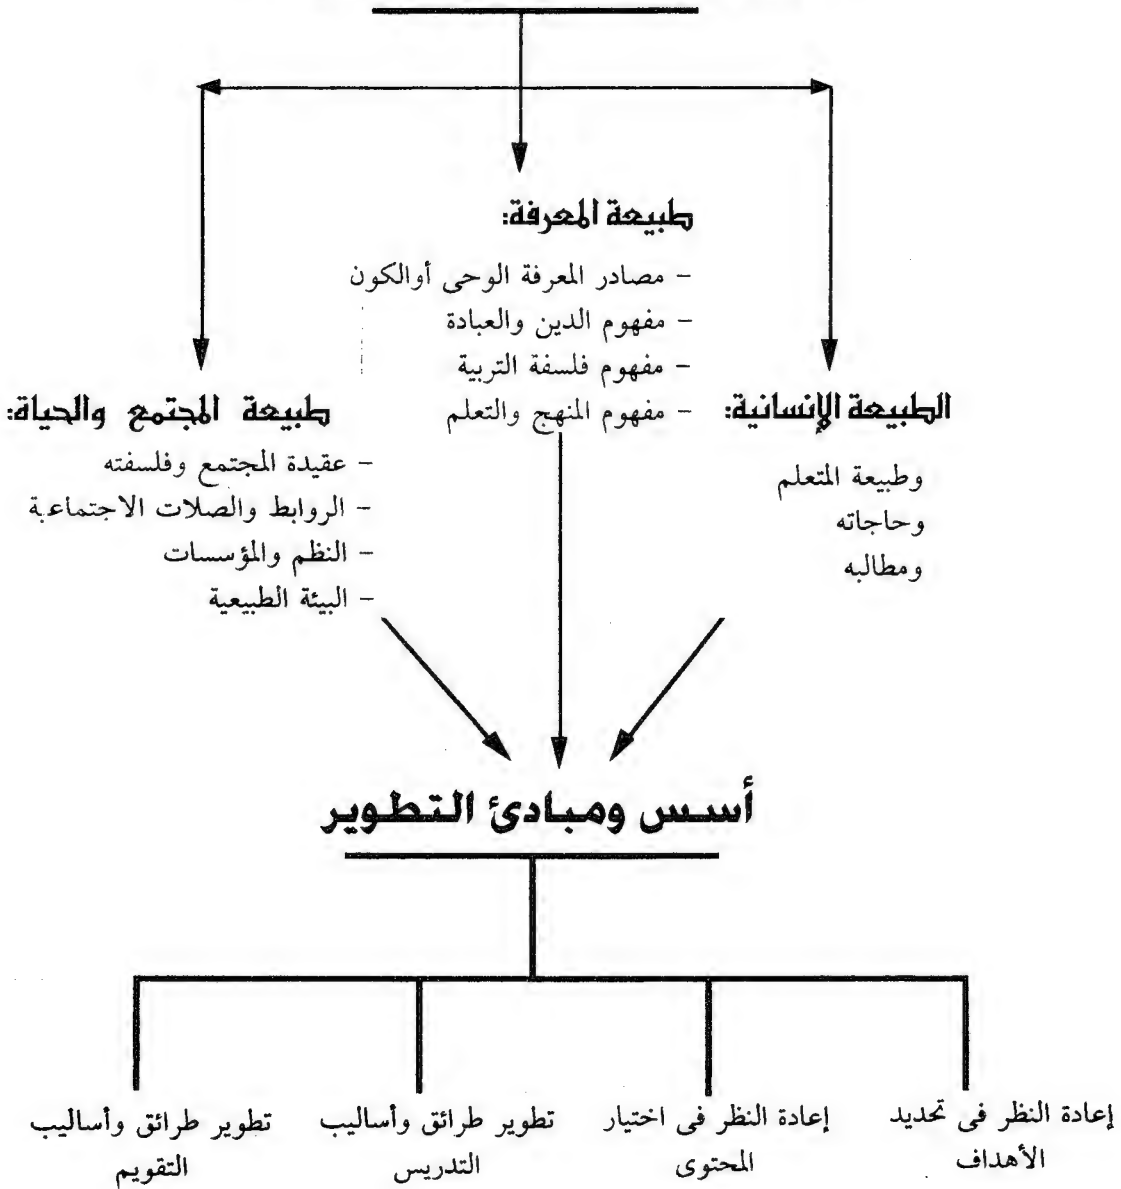 طبيعة المعرفة:
- مصادر المعرفة الوحى أوالكون
- مفهوم الدين والعبادة
- مفهوم فلسفة التربية
- مفهوم المنهج والتعلم
الطبيعة الإنسانية:
وطبيعة المتعلم
وحاجاته
ومطالبه
طبيعة المجتمع والحياة:
- عقيدة المجتمع وفلسفته
- الروابط والصلات الاجتماعية
- النظم والمؤسسات
- البيئة الطبيعية
أسس ومبادئ التطوير
إعادة النظر فى تحديد
الأهداف
إعادة النظر فى اختيار
المحتوى
تطوير طرائق وأساليب
التدريس
تطوير طرائق وأساليب
التقويم